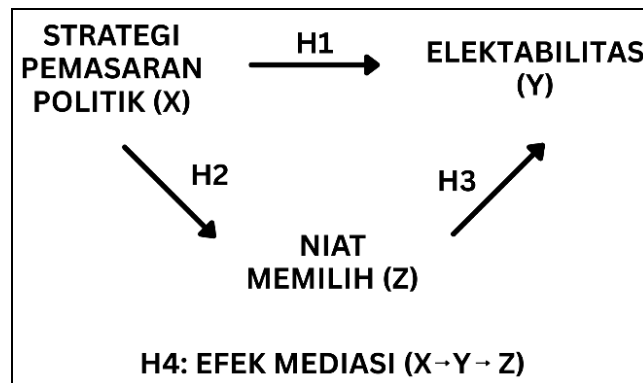 STRATEGI
PEMASARAN
POLITIK (X)
H1
ELEKTABILITAS
(Y)
H2
H3
NIAT
MEMILIH (Z)
H4: EFEK MEDIASI (X→Y→ Z)